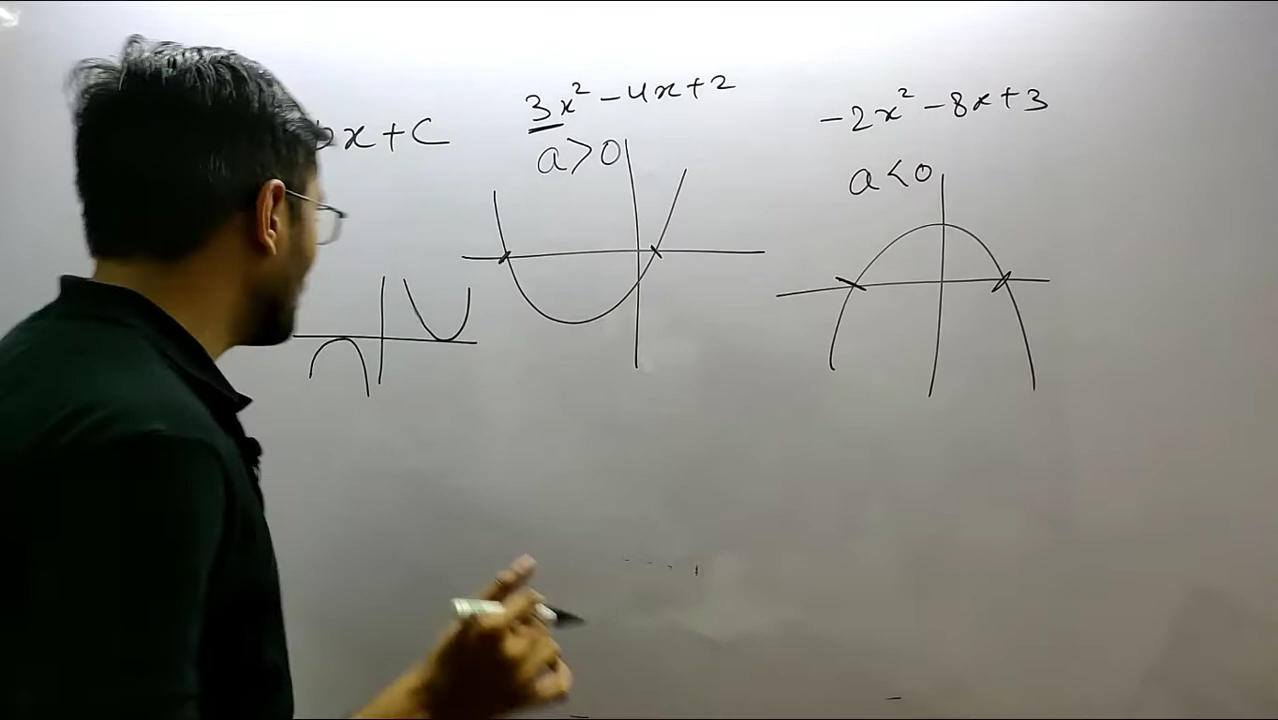 x + C
3x² - 4x + 2
a > 0
-2x² - 8x + 3
a < 0